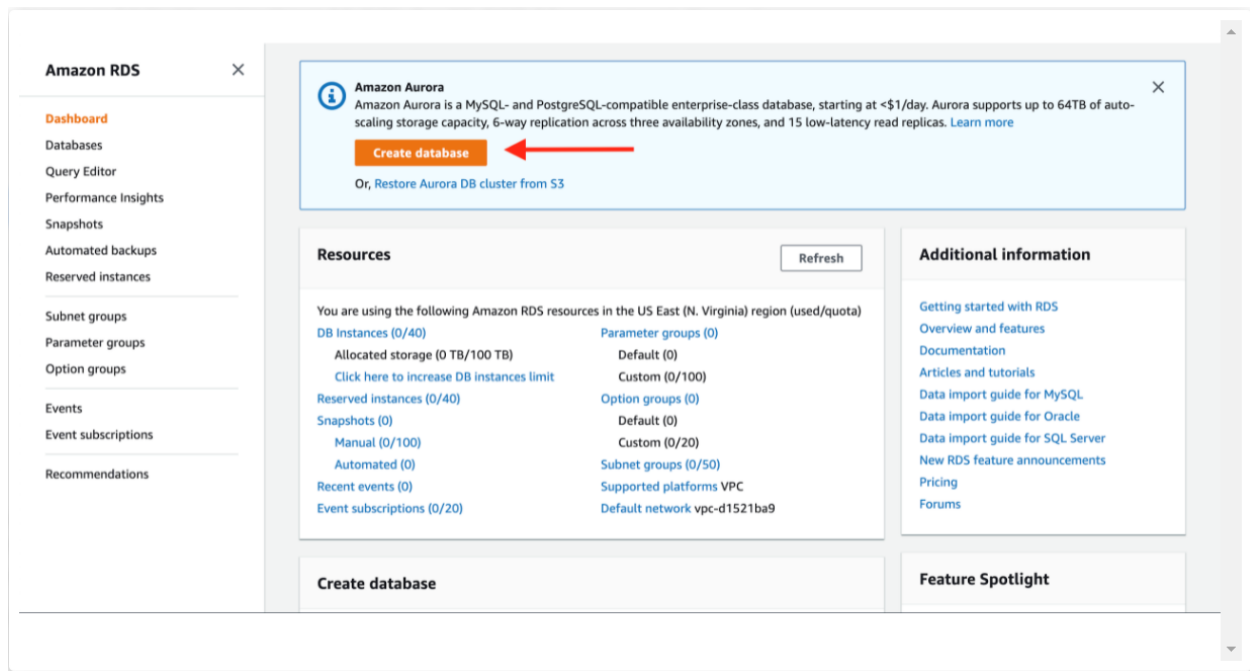 Amazon RDS
Dashboard
Databases
Query Editor
Performance Insights
Snapshots
Automated backups
Reserved instances
Subnet groups
Parameter groups
Option groups
Events
Event subscriptions
Recommendations
Amazon Aurora
Amazon Aurora is a MySQL- and PostgreSQL-compatible enterprise-class database, starting at <$1/day. Aurora supports up to 64TB of auto-
scaling storage capacity, 6-way replication across three availability zones, and 15 low-latency read replicas. Learn more
Create database
Or, Restore Aurora DB cluster from S3
Resources
Refresh
You are using the following Amazon RDS resources in the US East (N. Virginia) region (used/quota)
DB Instances (0/40)
Allocated storage (0 TB/100 TB)
Click here to increase DB instances limit
Reserved instances (0/40)
Snapshots (0)
Manual (0/100)
Automated (0)
Recent events (0)
Event subscriptions (0/20)
Parameter groups (0)
Default (0)
Custom (0/100)
Option groups (0)
Default (0)
Custom (0/20)
Subnet groups (0/50)
Supported platforms VPC
Default network vpc-d1521ba9
Additional information
Getting started with RDS
Overview and features
Documentation
Articles and tutorials
Data import guide for MySQL
Data import guide for Oracle
Data import guide for SQL Server
New RDS feature announcements
Pricing
Forums
Create database
Feature Spotlight